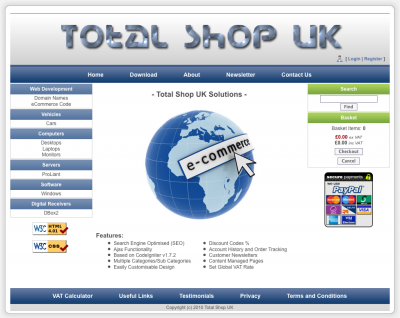 Total Shop UK
[ Login | Register ]
Home Download About Newsletter Contact Us
Web Development
Domain Names
eCommerce Code
Vehicles
Cars
Computers
Desktops
Laptops
Monitors
Servers
ProLiant
Software
Windows
Digital Receivers
DBox2
W3C HTML 4.01
W3C CSS
- Total Shop UK Solutions -
e-commerce
Features:
Search Engine Optimised (SEO)
Ajax Functionality
Based on CodeIgniter v1.7.2
Multiple Categories/Sub Categories
Easily Customisable Design
Discount Codes %
Account History and Order Tracking
Customer Newsletters
Content Managed Pages
Set Global VAT Rate
Search
Find
Basket
Basket Items: 0
£0.00 ex VAT
£0.00 inc VAT
Checkout
Cancel
secure payments
PayPal
VAT Calculator Useful Links Testimonials Privacy Terms and Conditions
Copyright (c) 2010 Total Shop UK